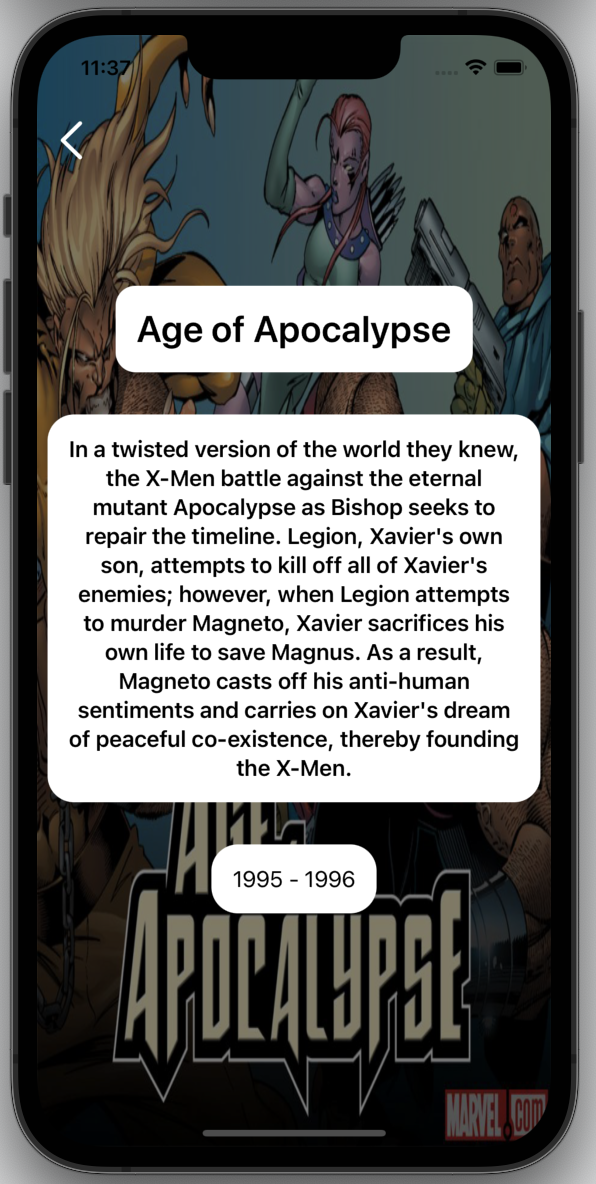 11:37
Age of Apocalypse
In a twisted version of the world they knew,
the X-Men battle against the eternal
mutant Apocalypse as Bishop seeks to
repair the timeline. Legion, Xavier's own
son, attempts to kill off all of Xavier's
enemies; however, when Legion attempts
to murder Magneto, Xavier sacrifices his
own life to save Magnus. As a result,
Magneto casts off his anti-human
sentiments and carries on Xavier's dream
of peaceful co-existence, thereby founding
the X-Men.
AGE
1995 - 1996
APOCALYPSE
MARVEL.com